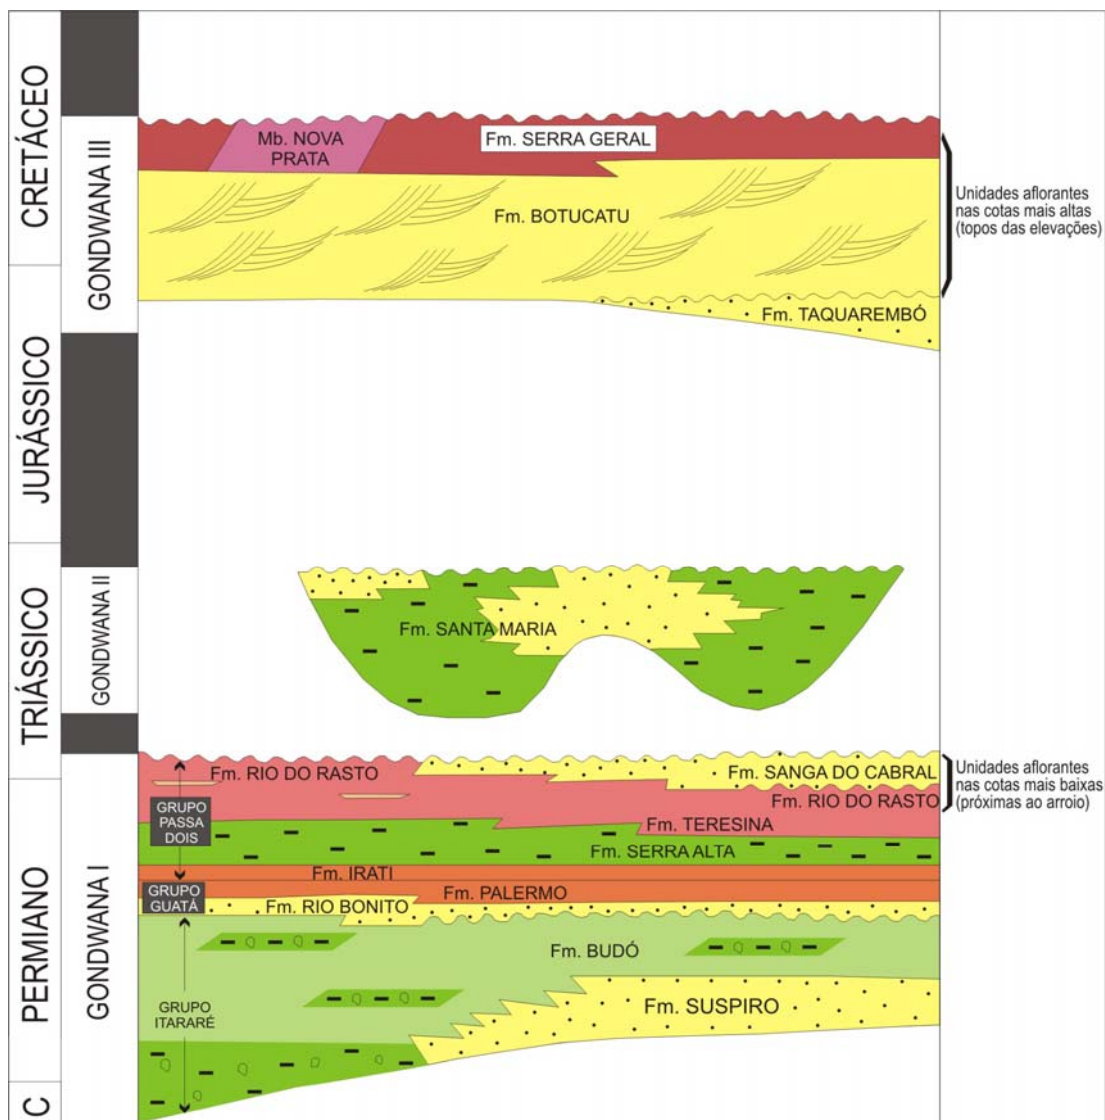 CRETÁCEO
JURÁSSICO
TRIÁSSICO
PERMIANO
C
GONDWANA III
GONDWANA II
GONDWANA I
Mb. NOVA
PRATA
Fm. SERRA GERAL
Fm. BOTUCATU
Fm. TAQUAREMBÓ
Unidades aflorantes
nas cotas mais altas
(topos das elevações)
Fm. SANTA MARIA
Fm. RIO DO RASTO
Fm. SANGA DO CABRAL
Fm. RIO DO RASTO
Unidades aflorantes
nas cotas mais baixas
(próximas ao arroio)
GRUPO
PASSA
DOIS
Fm. TERESINA
Fm. SERRA ALTA
Fm. IRATI
GRUPO
GUATÁ
Fm. PALERMO
Fm. RIO BONITO
Fm. BUDÓ
GRUPO
ITARARÉ
Fm. SUSPIRO